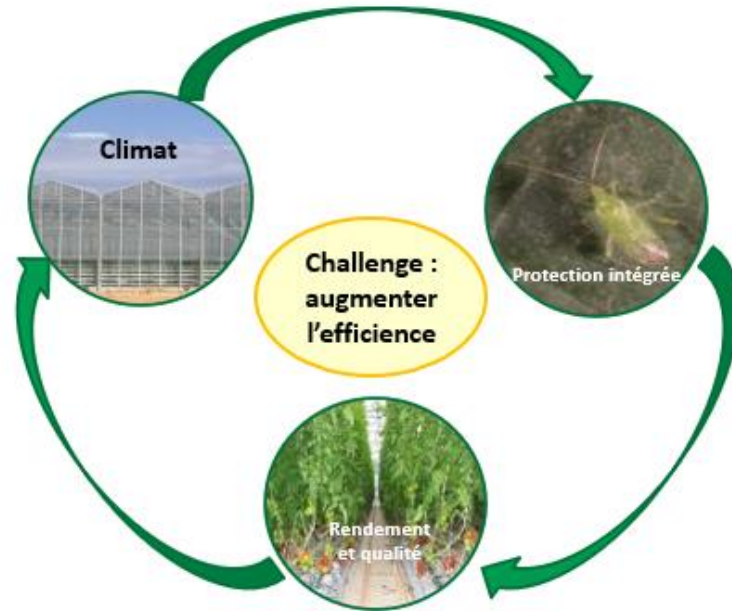 Climat
Protection intégrée
Challenge :
augmenter
l’efficience
Rendement
et qualité